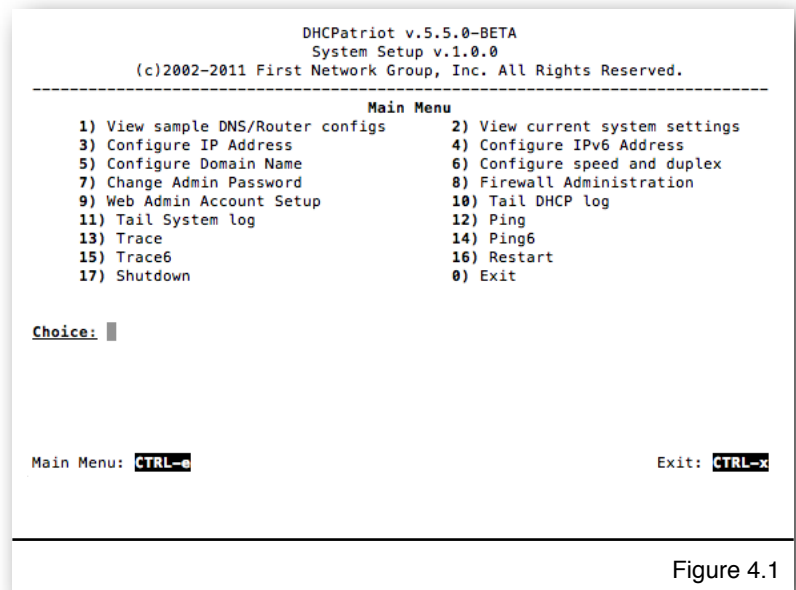 DHCPatriot v.5.5.0-BETA
System Setup v.1.0.0
(c)2002-2011 First Network Group, Inc. All Rights Reserved.
Main Menu
1) View sample DNS/Router configs 2) View current system settings
3) Configure IP Address 4) Configure IPv6 Address
5) Configure Domain Name 6) Configure speed and duplex
7) Change Admin Password 8) Firewall Administration
9) Web Admin Account Setup 10) Tail DHCP log
11) Tail System log 12) Ping
13) Trace 14) Ping6
15) Trace6 16) Restart
17) Shutdown 0) Exit
Choice:
Main Menu: CTRL-e Exit: CTRL-x
Figure 4.1